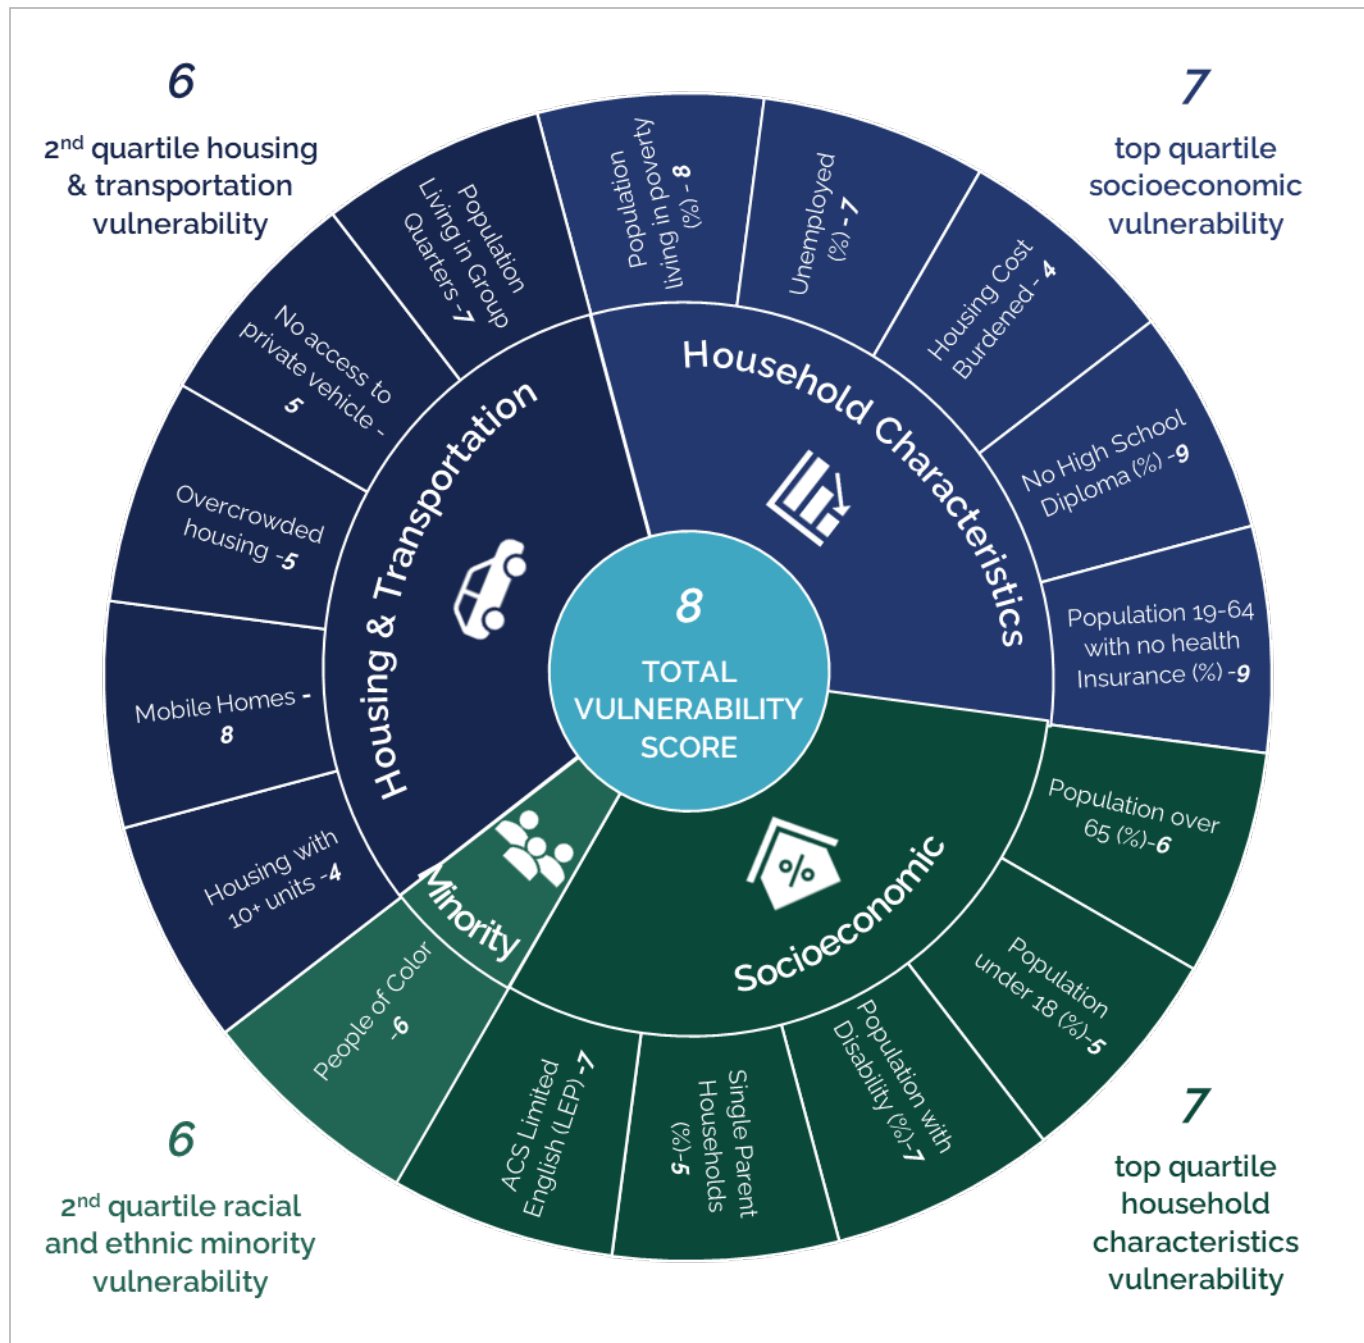 6
2nd quartile housing
& transportation
vulnerability
7
top quartile
socioeconomic
vulnerability
Population
living in poverty
(%) - 8
Unemployed
(%) - 7
Housing Cost
Burdened - 4
No High School
Diploma (%) -9
Population 19-64
with no health
Insurance (%) -9
Household Characteristics
Population
Living in Group
Quarters -7
No access to
private vehicle -
5
Overcrowded
housing -5
Mobile Homes -
8
Housing with
10+ units -4
Housing & Transportation
8
TOTAL
VULNERABILITY
SCORE
Population over
65 (%)-6
Population
under 18 (%)-5
Population with
Disability (%)-7
Single Parent
Households
(%)-5
ACS Limited
English (LEP) -7
Socioeconomic
Minority
People of Color
-6
6
2nd quartile racial
and ethnic minority
vulnerability
7
top quartile
household
characteristics
vulnerability
%